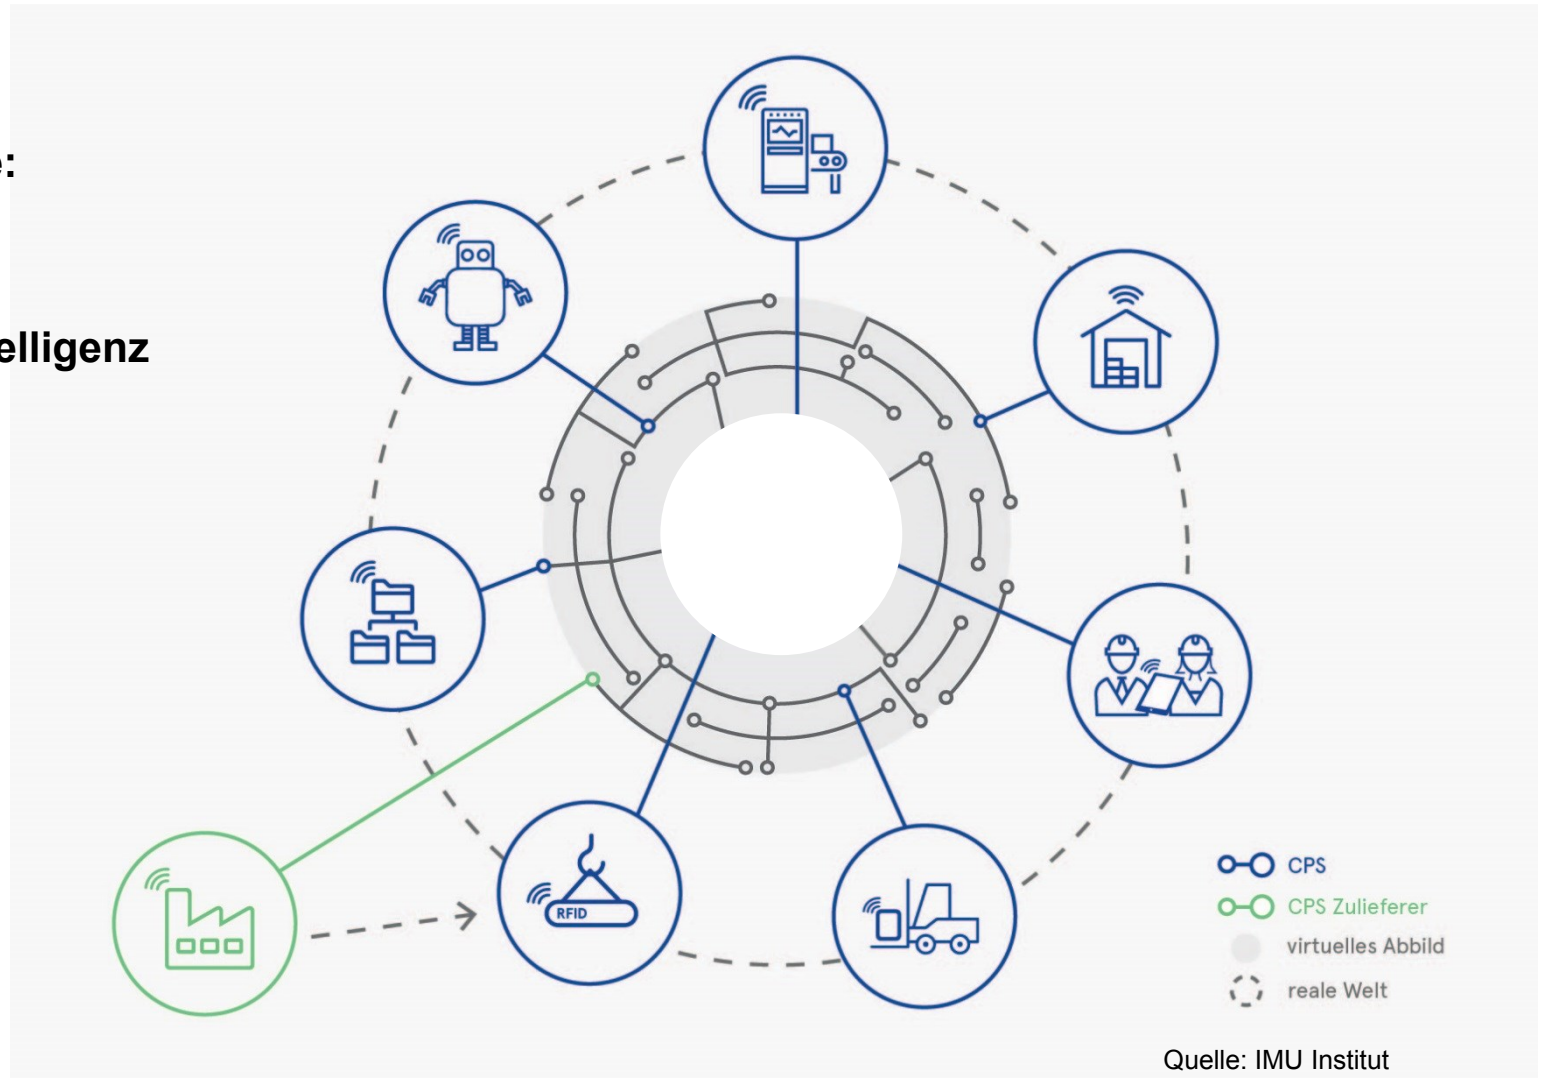 e:
elligenz
RFID
CPS
CPS Zulieferer
virtuelles Abbild
reale Welt
Quelle: IMU Institut